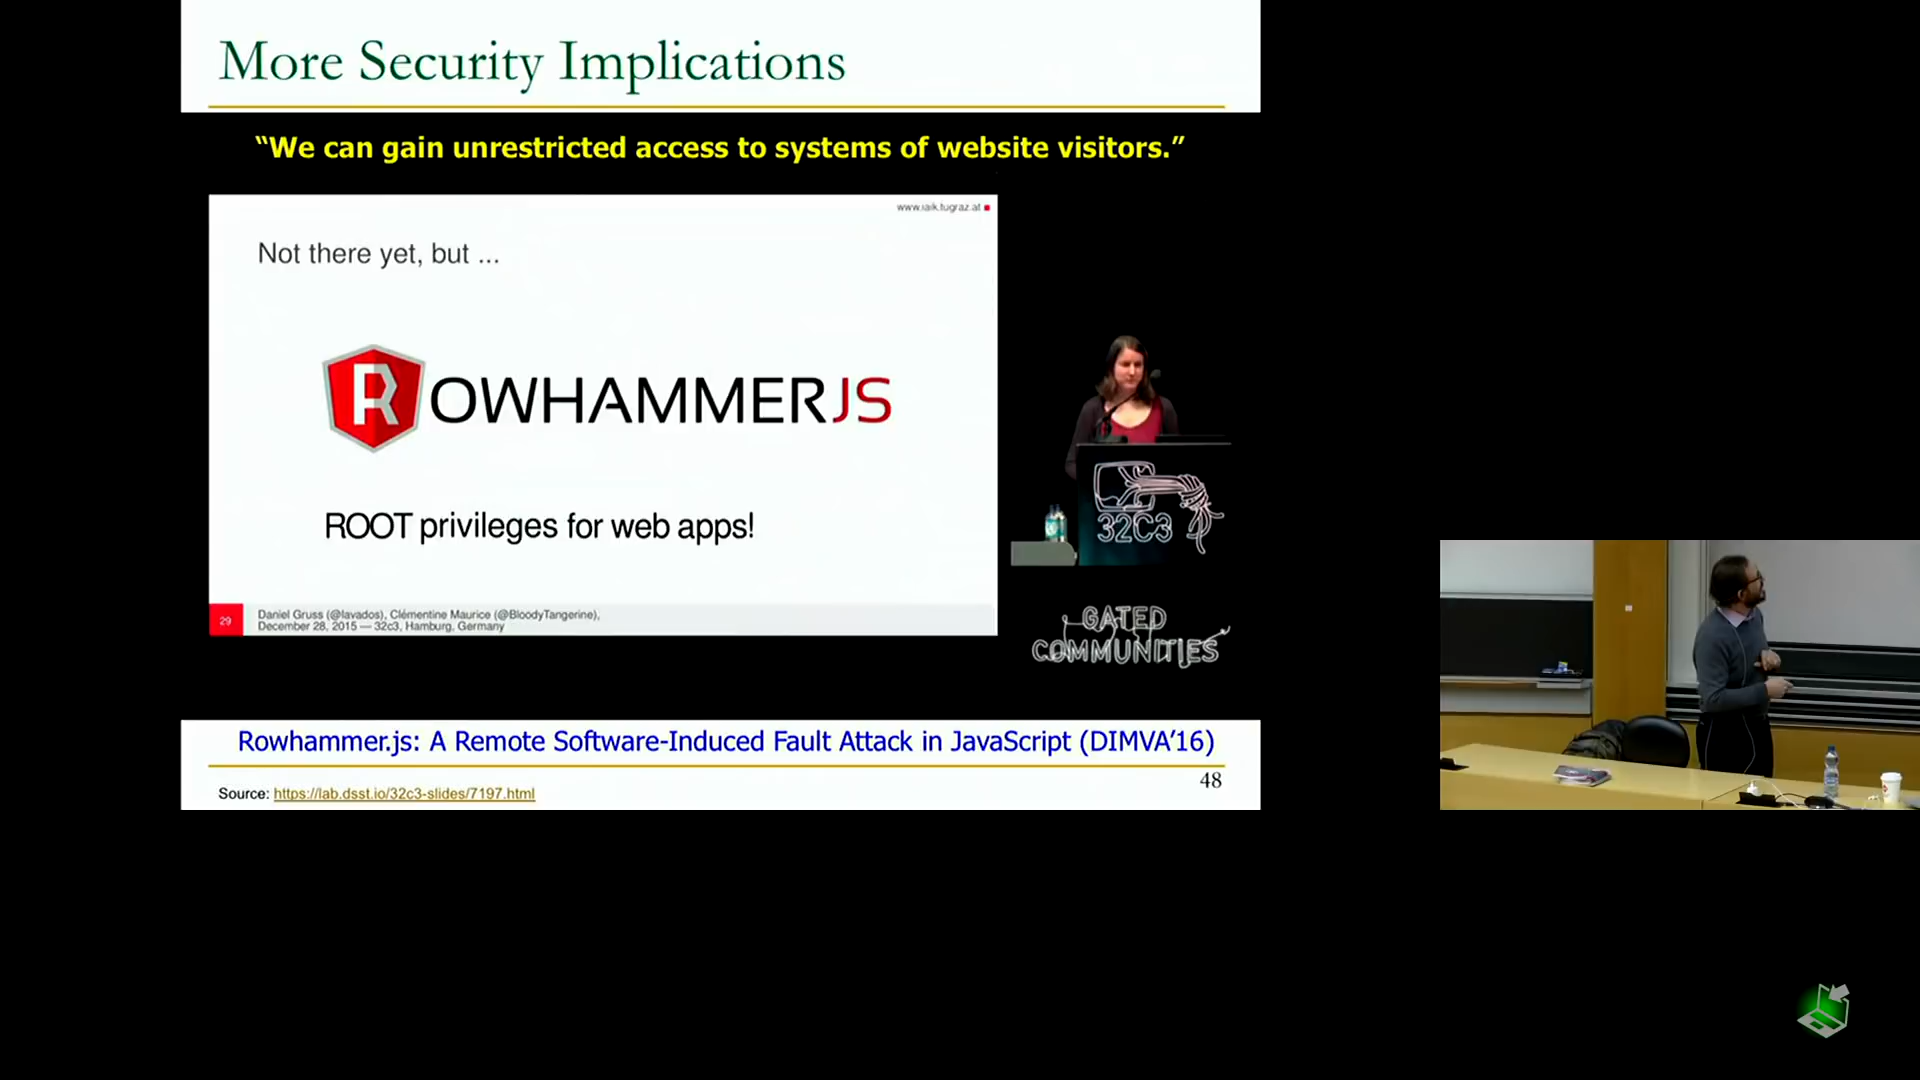 More Security Implications
“We can gain unrestricted access to systems of website visitors.”
www.iaik.tugraz.at
Not there yet, but ...
ROWHAMMERJS
ROOT privileges for web apps!
29
Daniel Gruss (@lavados), Clémentine Maurice (@BloodyTangerine),
December 28, 2015 — 32c3, Hamburg, Germany
32C3
GATED
COMMUNITIES
Rowhammer.js: A Remote Software-Induced Fault Attack in JavaScript (DIMVA’16)
48
Source: https://lab.dsst.io/32c3-slides/7197.html